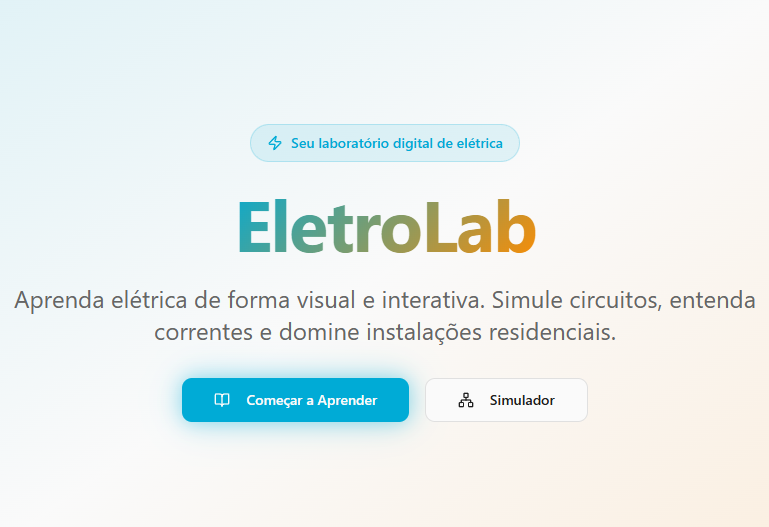 Seu laboratório digital de elétrica
EletroLab
Aprenda elétrica de forma visual e interativa. Simule circuitos, entenda
correntes e domine instalações residenciais.
Começar a Aprender
Simulador